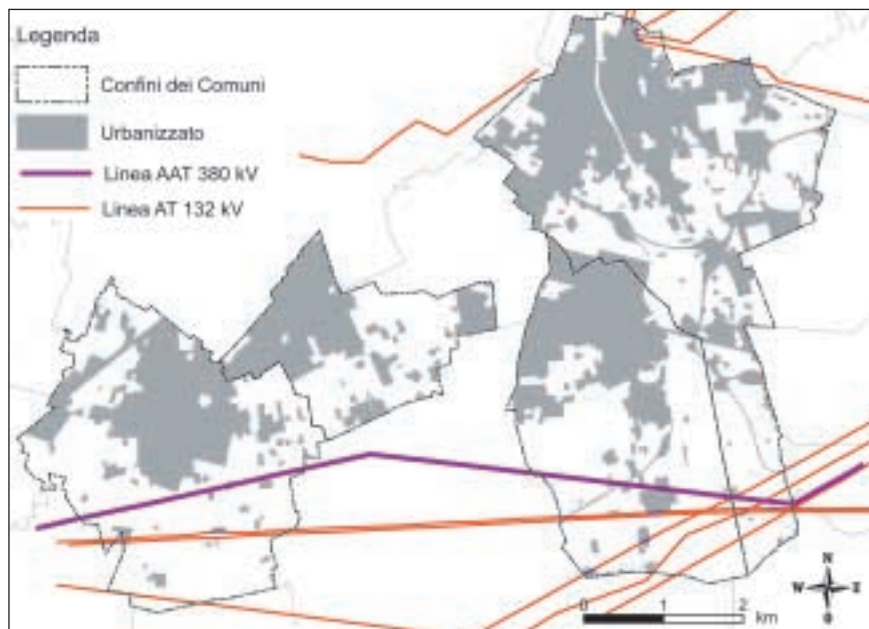 Legenda
Confini dei Comuni
Urbanizzato
Linea AAT 380 kV
Linea AT 132 kV
N
W E
O
0 1 2
km